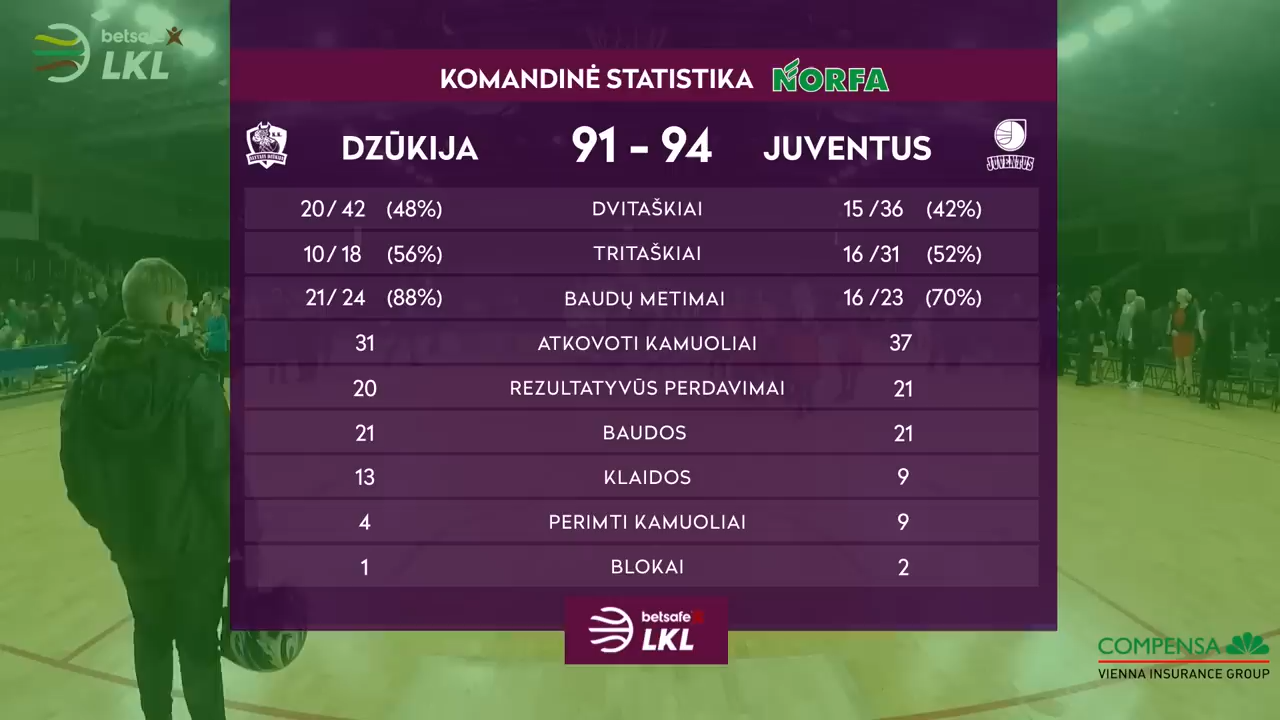 betsafe
LKL
KOMANDINĖ STATISTIKA NORFA
DZŪKIJA 91 - 94 JUVENTUS
JUVENTUS
20/42 (48%) DVITAŠKIAI 15/36 (42%)
10/18 (56%) TRITAŠKIAI 16/31 (52%)
21/24 (88%) BAUDŲ METIMAI 16/23 (70%)
31 ATKOVOTI KAMUOLIAI 37
20 REZULTATYVŪS PERDAVIMAI 21
21 BAUDOS 21
13 KLAIDOS 9
4 PERIMTI KAMUOLIAI 9
1 BLOKAI 2
betsafe
LKL
COMPENSA
VIENNA INSURANCE GROUP